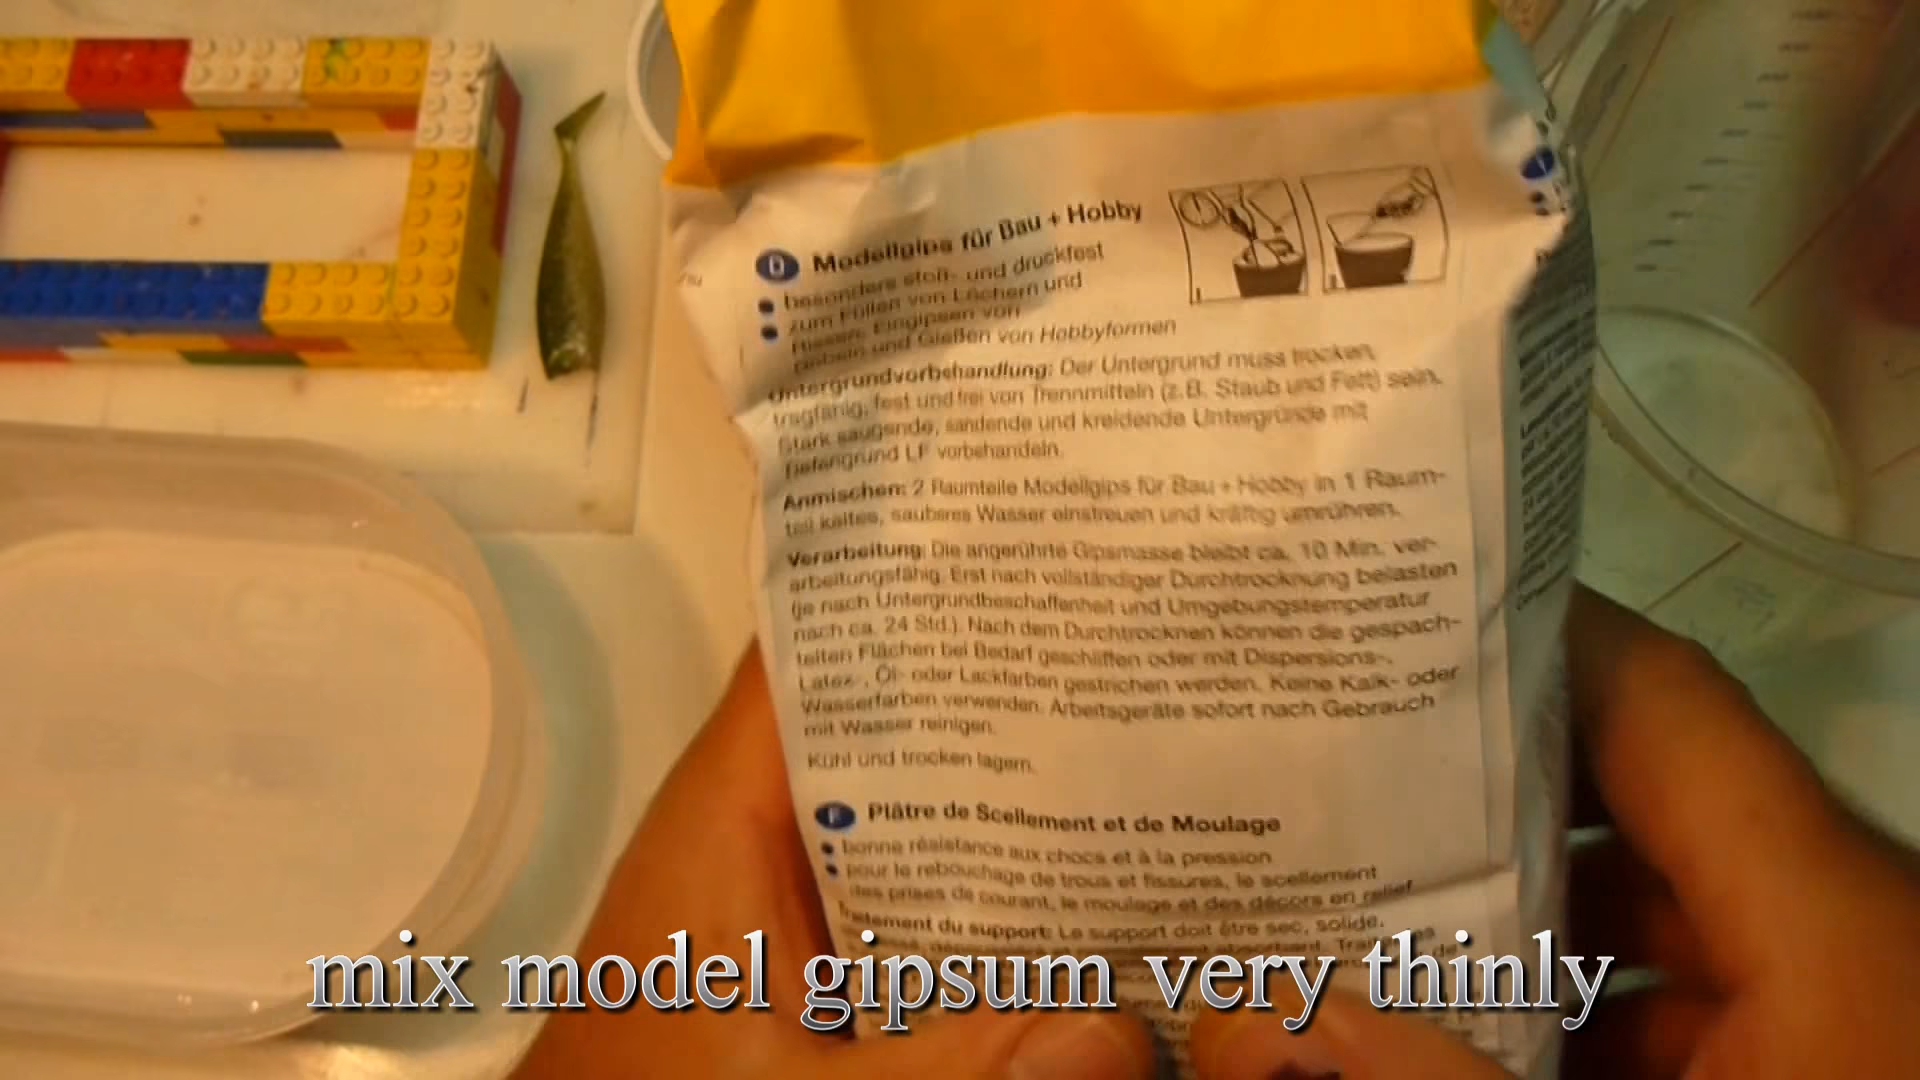 D Modellgips für Bau + Hobby
besonders stoß- und druckfest
zum Füllen von Löchern und
Rissen, Eingipsen von
Dübeln und Gießen von Hobbyformen
Untergrundvorbehandlung: Der Untergrund muss trocken,
tragfähig, fest und frei von Trennmitteln (z.B. Staub und Fett) sein.
Stark saugende, sandende und kreidende Untergründe mit
Tiefengrund LF vorbehandeln.
Anmischen: 2 Raumteile Modellgips für Bau + Hobby in 1 Raum-
teil kaltes, sauberes Wasser einstreuen und kräftig umrühren.
Verarbeitung: Die angerührte Gipsmasse bleibt ca. 10 Min. ver-
arbeitungsfähig. Erst nach vollständiger Durchtrocknung belasten
(je nach Untergrundbeschaffenheit und Umgebungstemperatur
nach ca. 24 Std.). Nach dem Durchtrocknen können die gespach-
telten Flächen bei Bedarf geschliffen oder mit Dispersions-,
Latex-, Öl- oder Lackfarben gestrichen werden. Keine Kalk- oder
Wasserfarben verwenden. Arbeitsgeräte sofort nach Gebrauch
mit Wasser reinigen.
Kühl und trocken lagern.
F Plâtre de Scellement et de Moulage
bonne résistance aux chocs et à la pression
pour le rebouchage de trous et fissures, le scellement
des prises de courant, le moulage et des décors en relief
Traitement du support: Le support doit être sec, solide,
mix model gipsum very thinly